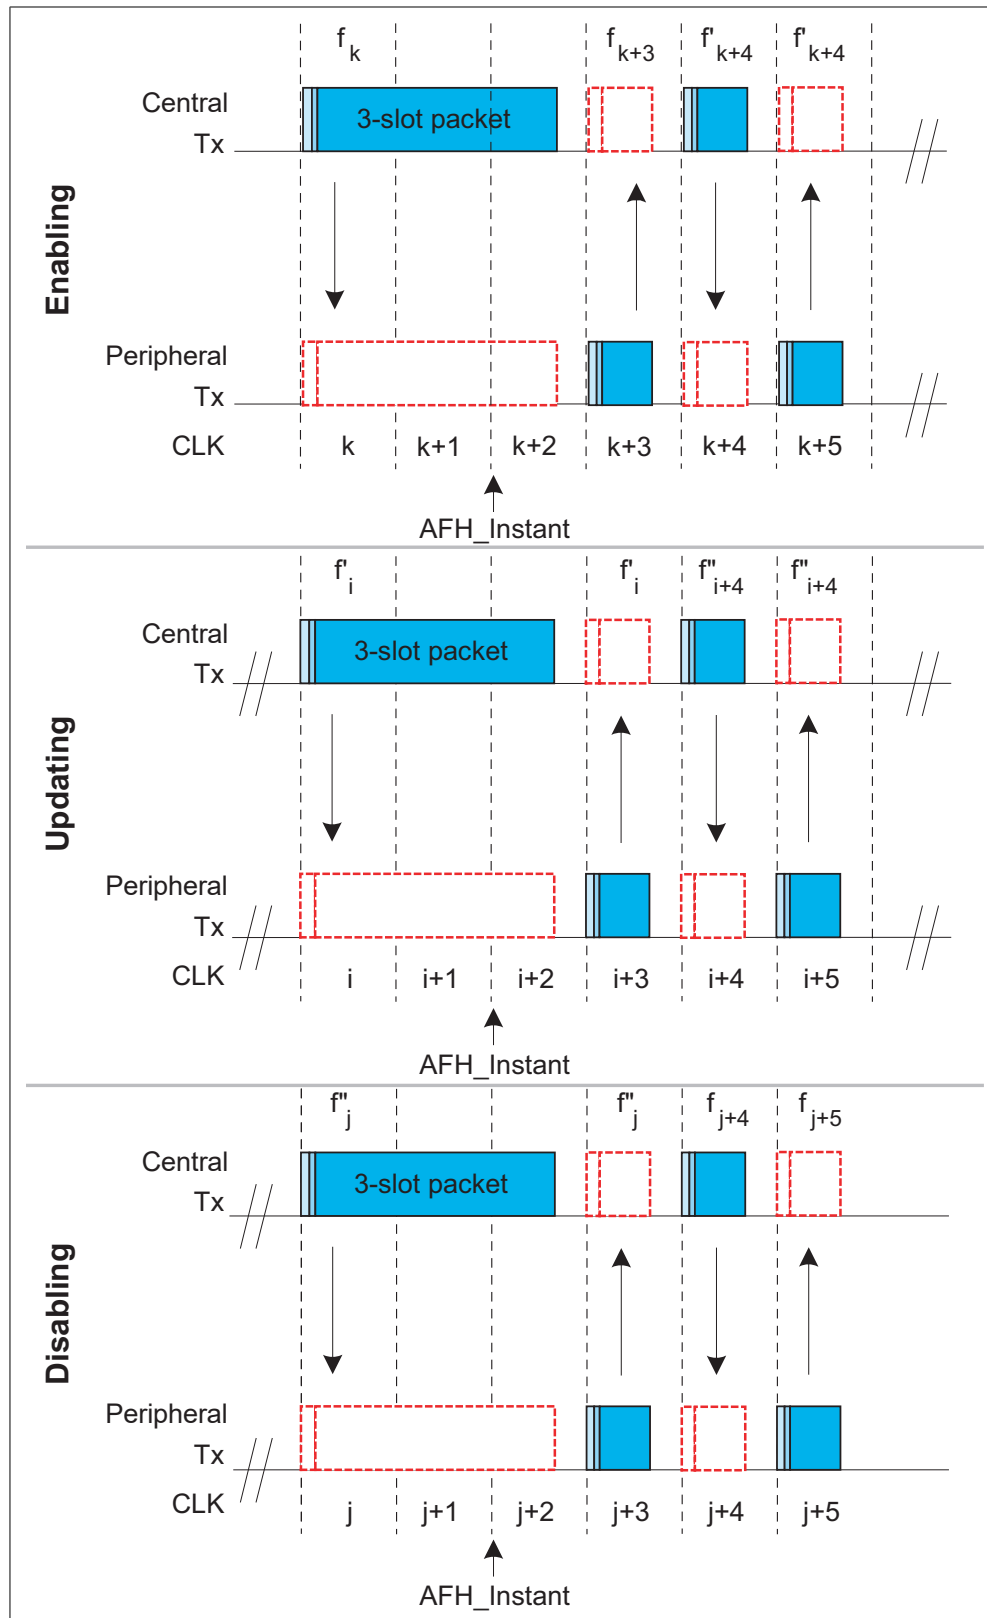 Enabling
f k f k+3 f' k+4 f' k+4
Central
Tx
3-slot packet
Peripheral
Tx
CLK k k+1 k+2 k+3 k+4 k+5
AFH_Instant
Updating
f' i f' i f" i+4 f" i+4
Central
Tx
3-slot packet
Peripheral
Tx
CLK i i+1 i+2 i+3 i+4 i+5
AFH_Instant
Disabling
f" j f" j f j+4 f j+5
Central
Tx
3-slot packet
Peripheral
Tx
CLK j j+1 j+2 j+3 j+4 j+5
AFH_Instant